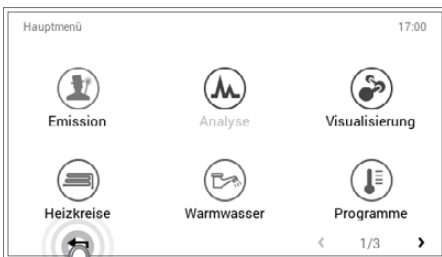 Hauptmenü 17:00
Emission Analyse Visualisierung
Heizkreise Warmwasser Programme
< 1/3 >